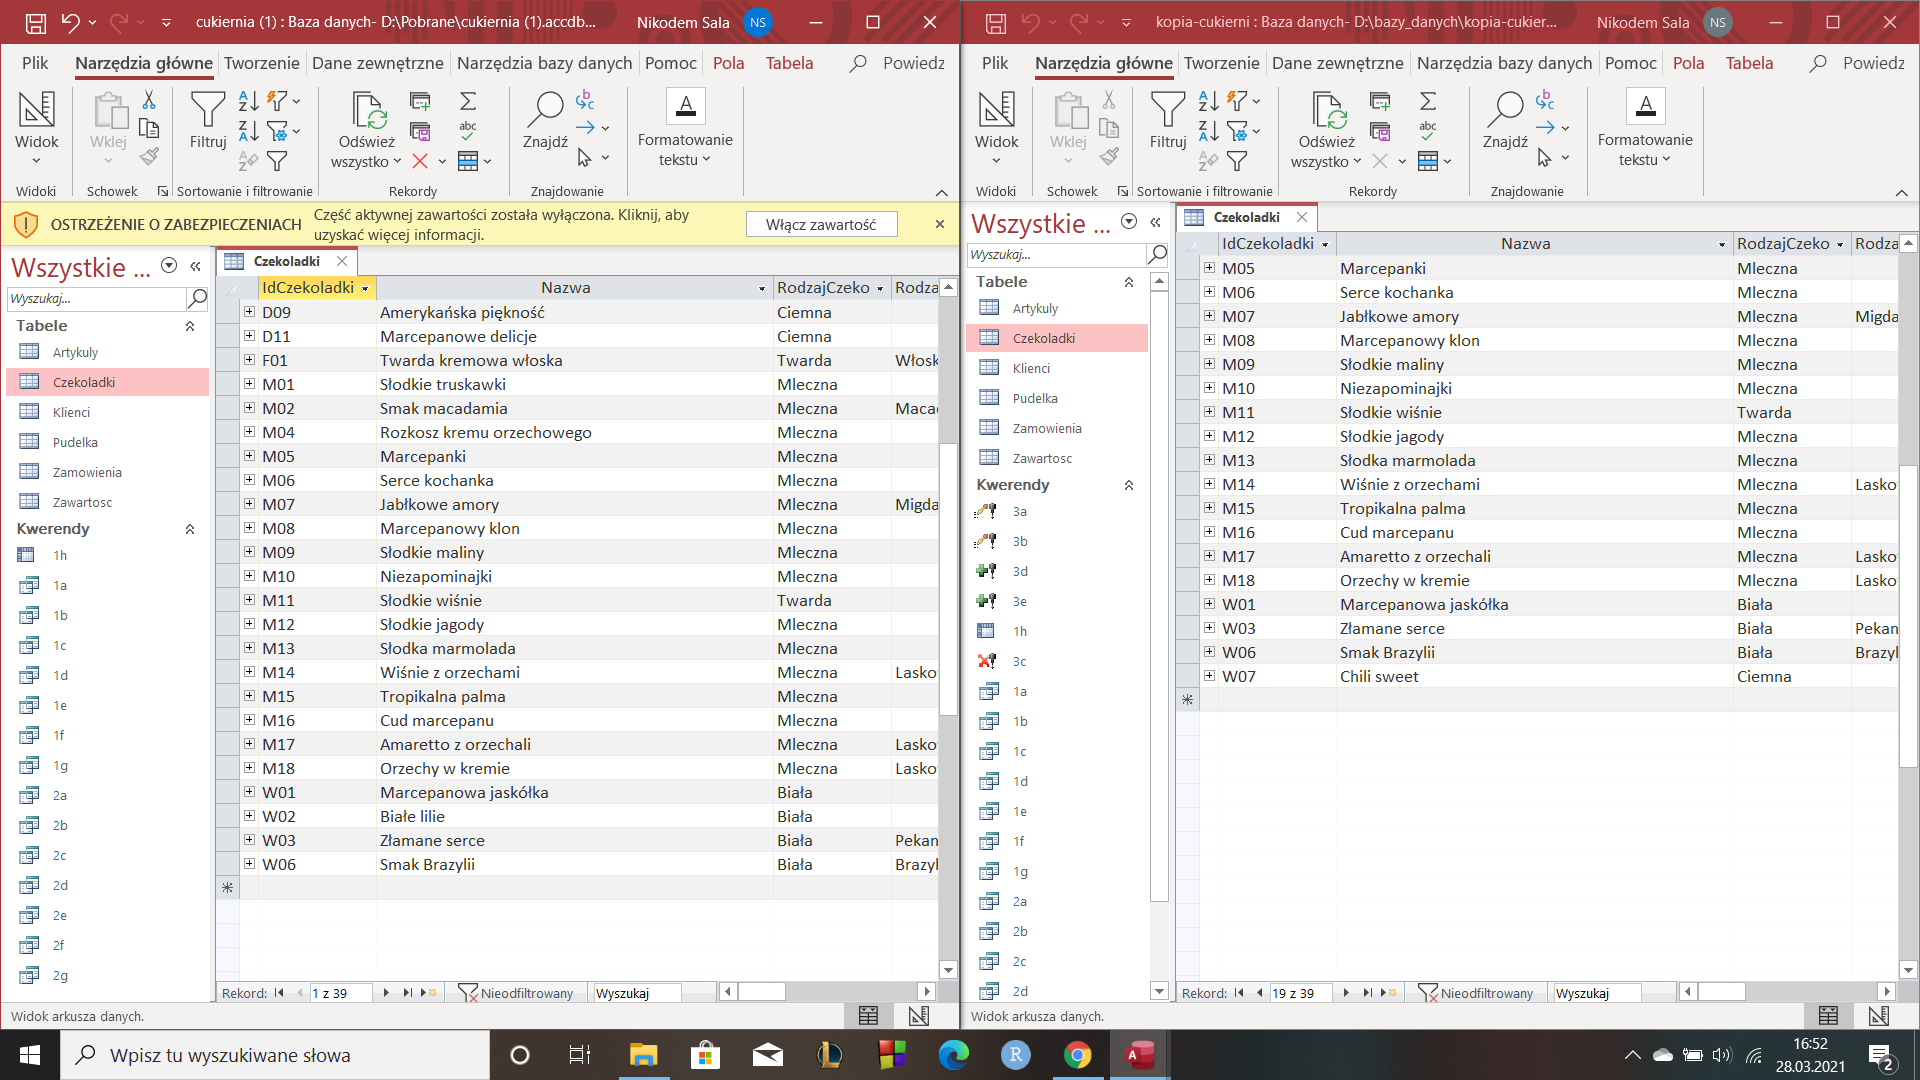 cukiernia (1) : Baza danych- D:\Pobrane\cukiernia (1).accdb... Nikodem Sala NS
Plik Narzędzia główne Tworzenie Dane zewnętrzne Narzędzia bazy danych Pomoc Pola Tabela Powiedz
Widok Wklej Filtruj Odśwież wszystko Znajdź Formatowanie tekstu
Widoki Schowek Sortowanie i filtrowanie Rekordy Znajdowanie
OSTRZEŻENIE O ZABEZPIECZENIACH Część aktywnej zawartości została wyłączona. Kliknij, aby uzyskać więcej informacji. Włącz zawartość
Wszystkie ...
Wyszukaj...
Tabele
Artykuly
Czekoladki
Klienci
Pudelka
Zamowienia
Zawartosc
Kwerendy
1h
1a
1b
1c
1d
1e
1f
1g
2a
2b
2c
2d
2e
2f
2g
Czekoladki
IdCzekoladki Nazwa RodzajCzeko Rodza
D09 Amerykańska piękność Ciemna
D11 Marcepanowe delicje Ciemna
F01 Twarda kremowa włoska Twarda Włosk
M01 Słodkie truskawki Mleczna
M02 Smak macadamia Mleczna Macad
M04 Rozkosz kremu orzechowego Mleczna
M05 Marcepanki Mleczna
M06 Serce kochanka Mleczna
M07 Jabłkowe amory Mleczna Migda
M08 Marcepanowy klon Mleczna
M09 Słodkie maliny Mleczna
M10 Niezapominajki Mleczna
M11 Słodkie wiśnie Twarda
M12 Słodkie jagody Mleczna
M13 Słodka marmolada Mleczna
M14 Wiśnie z orzechami Mleczna Lasko
M15 Tropikalna palma Mleczna
M16 Cud marcepanu Mleczna
M17 Amaretto z orzechali Mleczna Lasko
M18 Orzechy w kremie Mleczna Lasko
W01 Marcepanowa jaskółka Biała
W02 Białe lilie Biała
W03 Złamane serce Biała Pekan
W06 Smak Brazylii Biała Brazyl
Rekord: 1 z 39 Nieodfiltrowany Wyszukaj
Widok arkusza danych.
kopia-cukierni : Baza danych- D:\bazy_danych\kopia-cukier... Nikodem Sala NS
Plik Narzędzia główne Tworzenie Dane zewnętrzne Narzędzia bazy danych Pomoc Pola Tabela Powiedz
Widok Wklej Filtruj Odśwież wszystko Znajdź Formatowanie tekstu
Widoki Schowek Sortowanie i filtrowanie Rekordy Znajdowanie
Wszystkie ...
Wyszukaj...
Tabele
Artykuly
Czekoladki
Klienci
Pudelka
Zamowienia
Zawartosc
Kwerendy
3a
3b
3d
3e
1h
3c
1a
1b
1c
1d
1e
1f
1g
2a
2b
2c
2d
Czekoladki
IdCzekoladki Nazwa RodzajCzeko Rodza
M05 Marcepanki Mleczna
M06 Serce kochanka Mleczna
M07 Jabłkowe amory Mleczna Migda
M08 Marcepanowy klon Mleczna
M09 Słodkie maliny Mleczna
M10 Niezapominajki Mleczna
M11 Słodkie wiśnie Twarda
M12 Słodkie jagody Mleczna
M13 Słodka marmolada Mleczna
M14 Wiśnie z orzechami Mleczna Lasko
M15 Tropikalna palma Mleczna
M16 Cud marcepanu Mleczna
M17 Amaretto z orzechali Mleczna Lasko
M18 Orzechy w kremie Mleczna Lasko
W01 Marcepanowa jaskółka Biała
W03 Złamane serce Biała Pekan
W06 Smak Brazylii Biała Brazyl
W07 Chili sweet Ciemna
Rekord: 19 z 39 Nieodfiltrowany Wyszukaj
Widok arkusza danych.
Wpisz tu wyszukiwane słowa
16:52
28.03.2021
2